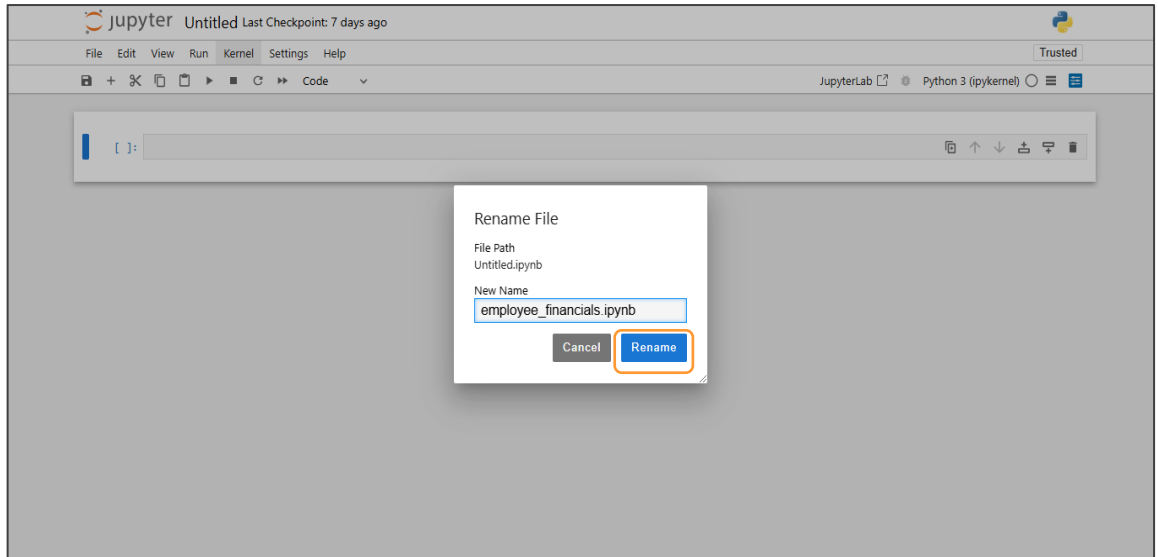 jupyter Untitled Last Checkpoint: 7 days ago
File Edit View Run Kernel Settings Help Trusted
Code JupyterLab Python 3 (ipykernel)
[ ]:
Rename File
File Path
Untitled.ipynb
New Name
employee_financials.ipynb
Cancel Rename